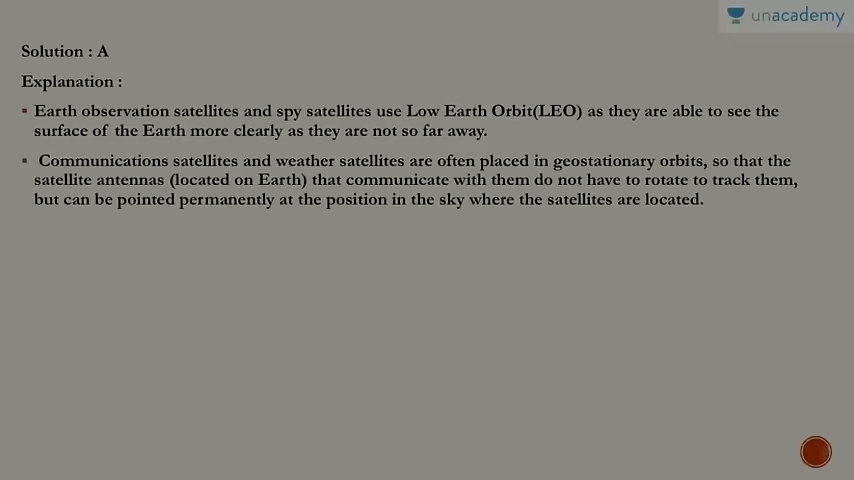 unacademy
Solution : A
Explanation :
▪ Earth observation satellites and spy satellites use Low Earth Orbit(LEO) as they are able to see the
surface of the Earth more clearly as they are not so far away.
▪ Communications satellites and weather satellites are often placed in geostationary orbits, so that the
satellite antennas (located on Earth) that communicate with them do not have to rotate to track them,
but can be pointed permanently at the position in the sky where the satellites are located.